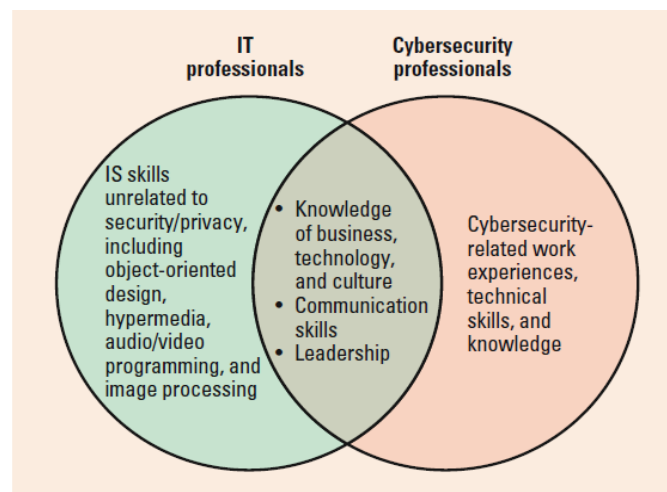 IT
professionals
Cybersecurity
professionals
IS skills
unrelated to
security/privacy,
including
object-oriented
design,
hypermedia,
audio/video
programming, and
image processing
• Knowledge
of business,
technology,
and culture
• Communication
skills
• Leadership
Cybersecurity-
related work
experiences,
technical
skills, and
knowledge